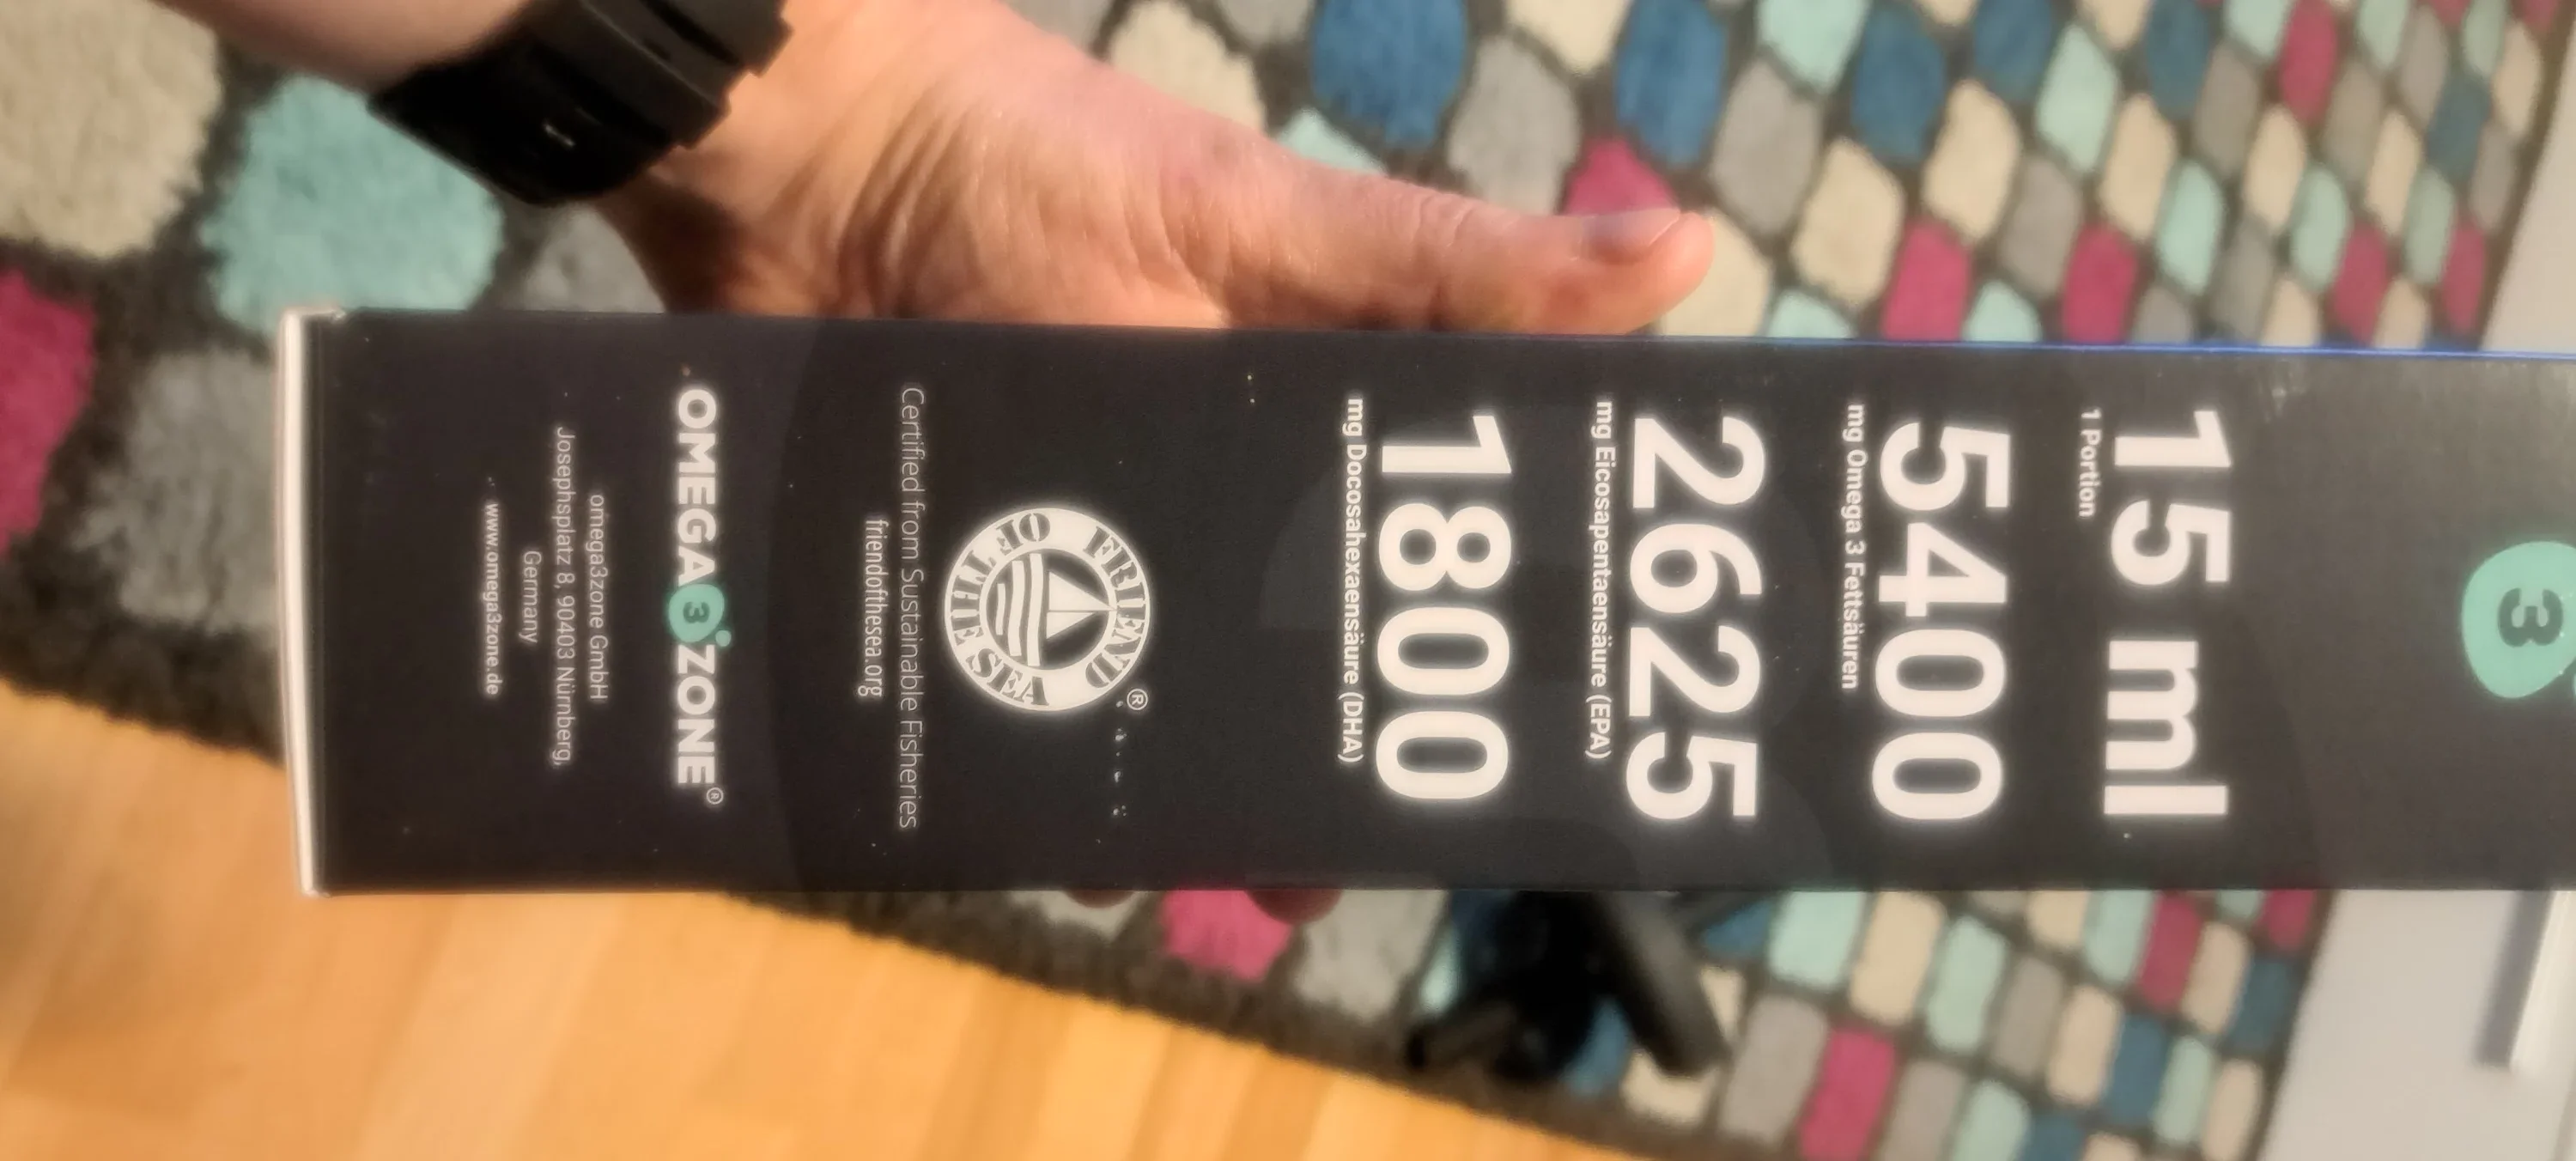 3
15 ml
1 Portion
5400
mg Omega 3 Fettsäuren
2625
mg Eicosapentaensäure (EPA)
1800
mg Docosahexaensäure (DHA)
FRIEND OF THE SEA®
Certified from Sustainable Fisheries
friendofthesea.org
OMEGA3ZONE®
omega3zone GmbH
Josephsplatz 8, 90403 Nürnberg,
Germany
www.omega3zone.de